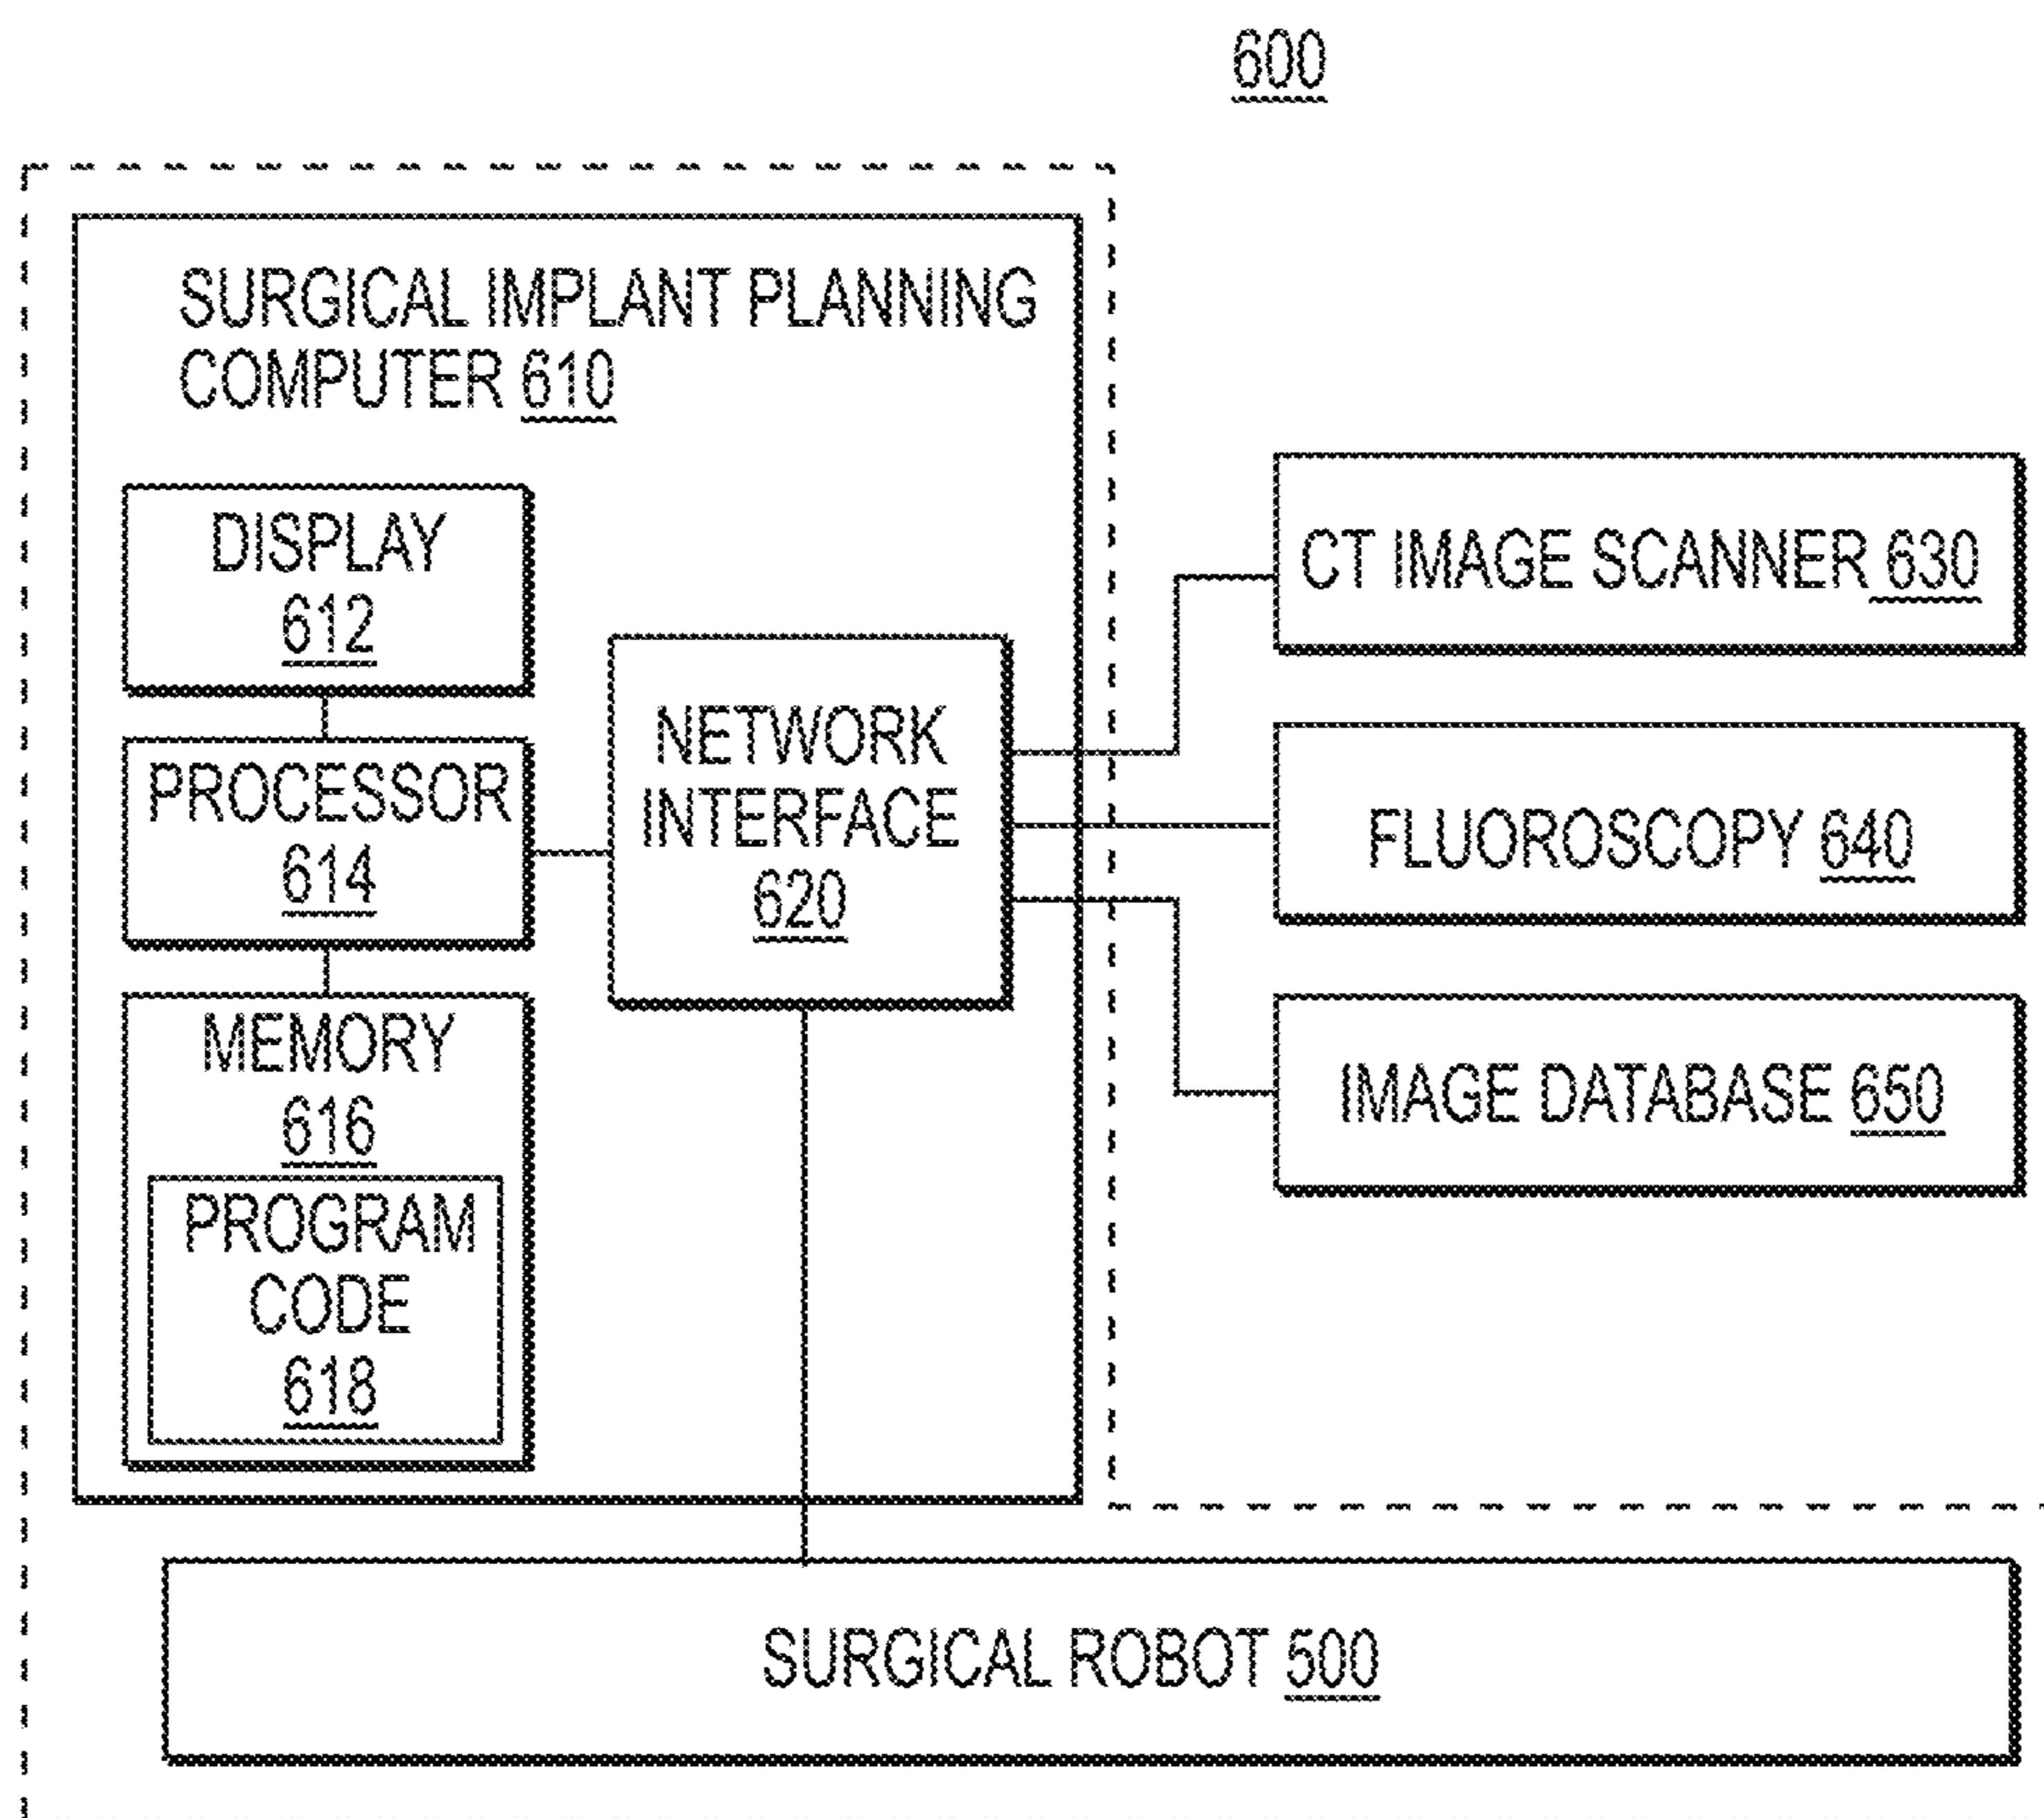 600
SURGICAL IMPLANT PLANNING
COMPUTER 610
DISPLAY
612
PROCESSOR
614
MEMORY
616
PROGRAM
CODE
618
NETWORK
INTERFACE
620
CT IMAGE SCANNER 630
FLUOROSCOPY 640
IMAGE DATABASE 650
SURGICAL ROBOT 500